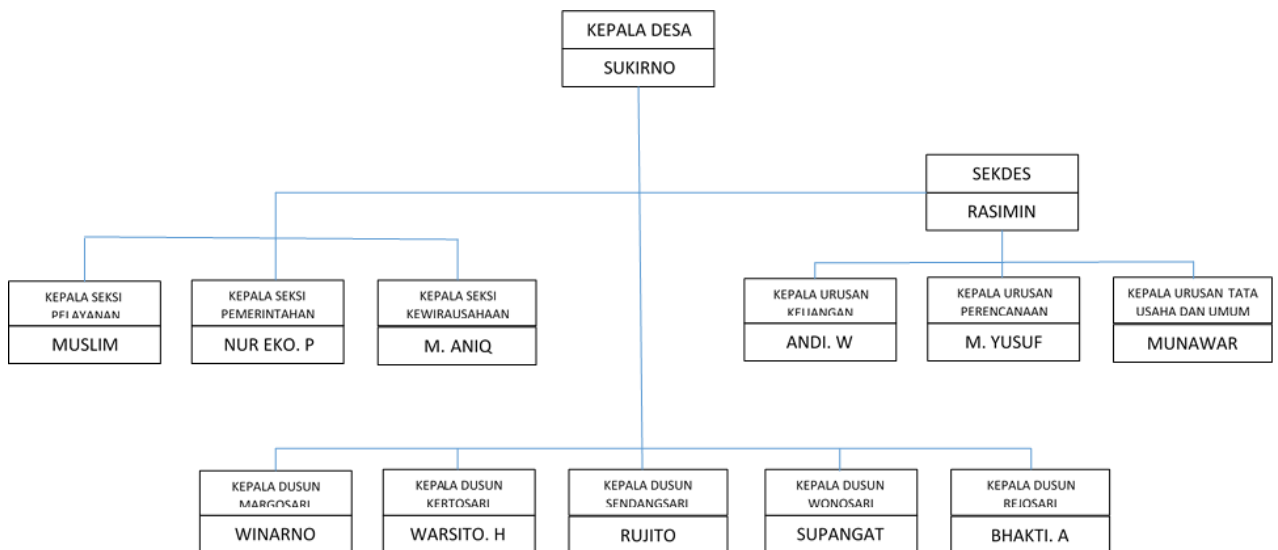 KEPALA DESA
SUKIRNO
SEKDES
RASIMIN
KEPALA SEKSI
PELAYANAN
MUSLIM
KEPALA SEKSI
PEMERINTAHAN
NUR EKO. P
KEPALA SEKSI
KEWIRAUSAHAAN
M. ANIQ
KEPALA URUSAN
KEUANGAN
ANDI. W
KEPALA URUSAN
PERENCANAAN
M. YUSUF
KEPALA URUSAN TATA
USAHA DAN UMUM
MUNAWAR
KEPALA DUSUN
MARGOSARI
WINARNO
KEPALA DUSUN
KERTOSARI
WARSITO. H
KEPALA DUSUN
SENDANGSARI
RUJITO
KEPALA DUSUN
WONOSARI
SUPANGAT
KEPALA DUSUN
REJOSARI
BHAKTI. A